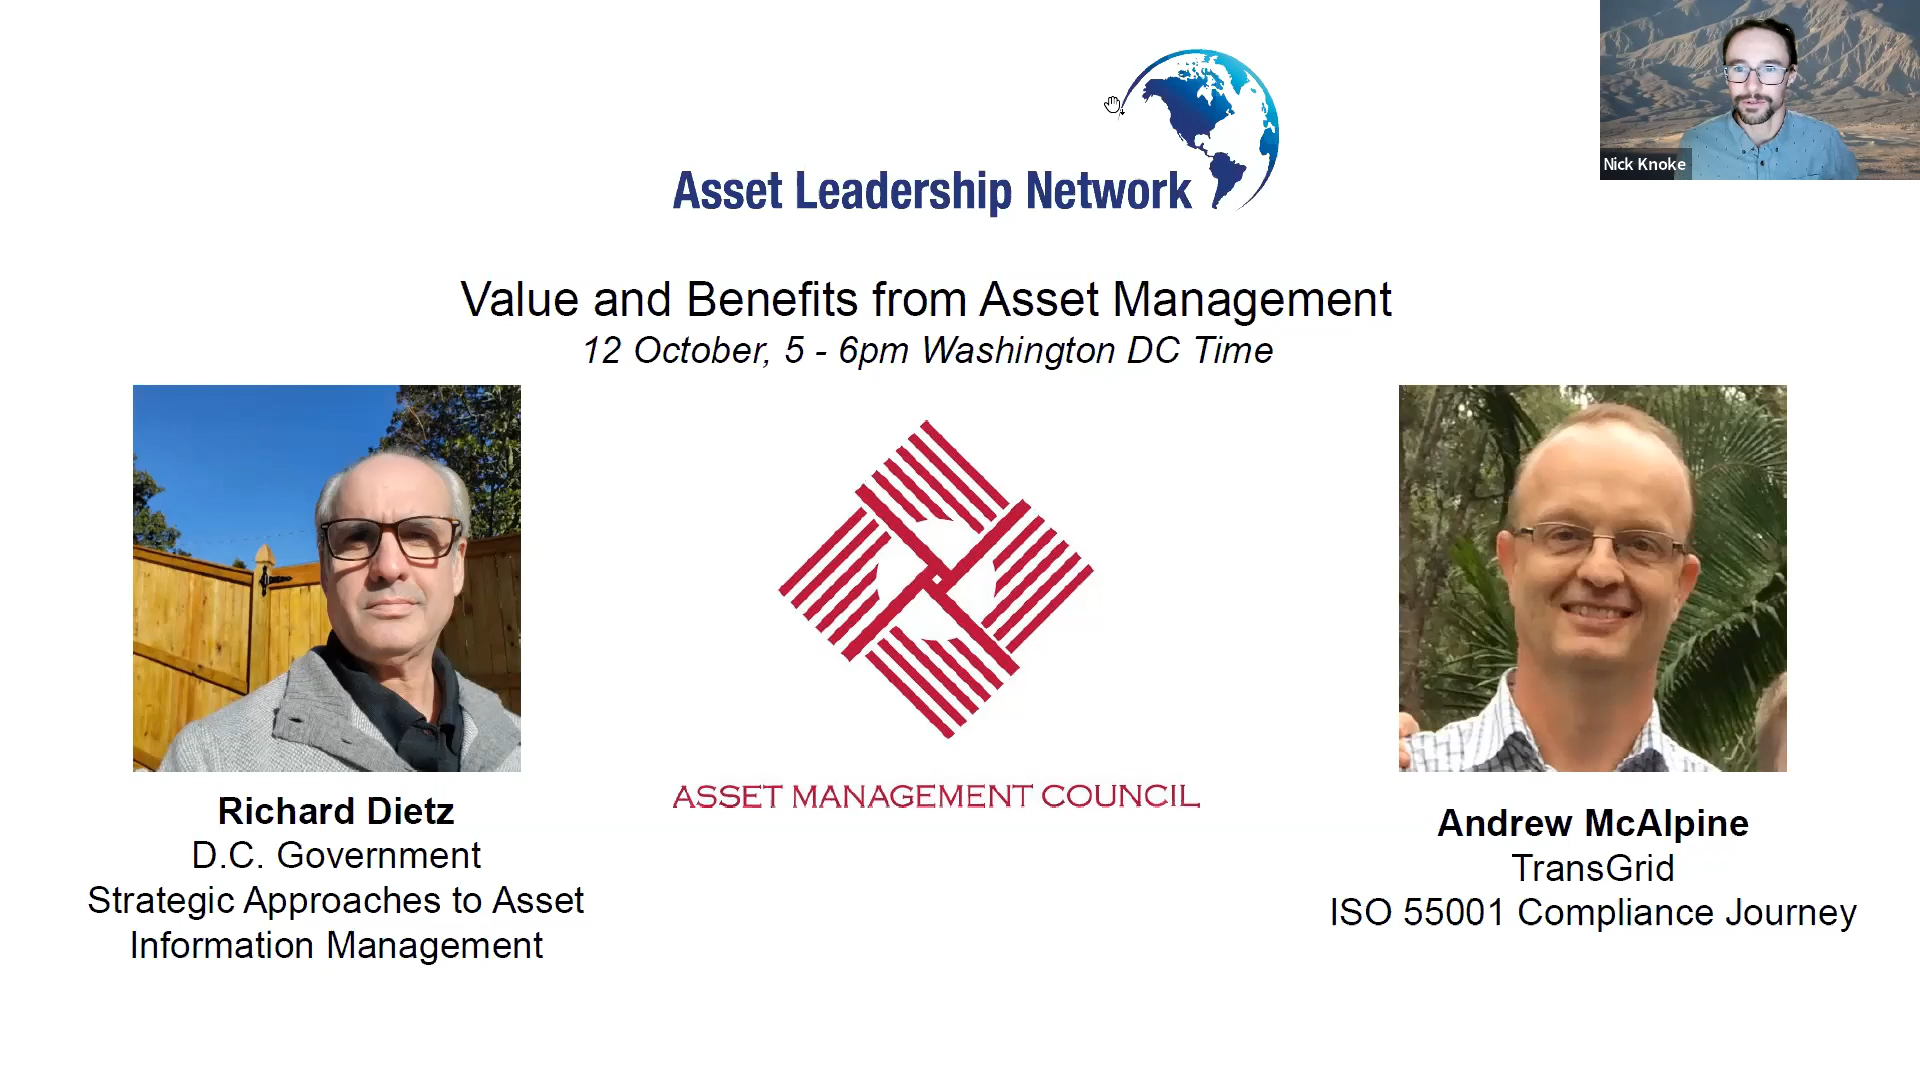 Nick Knoke
Asset Leadership Network
Value and Benefits from Asset Management
12 October, 5 - 6pm Washington DC Time
ASSET MANAGEMENT COUNCIL
Richard Dietz
D.C. Government
Strategic Approaches to Asset
Information Management
Andrew McAlpine
TransGrid
ISO 55001 Compliance Journey